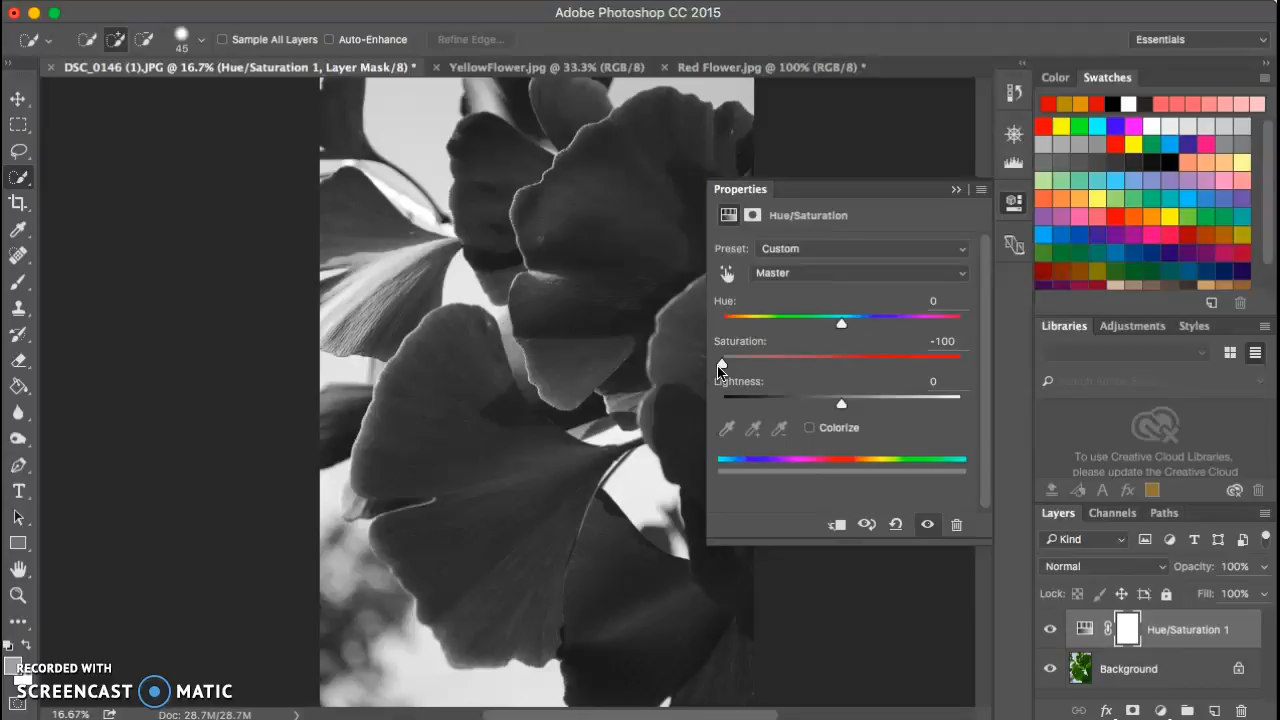 Adobe Photoshop CC 2015
45 Sample All Layers Auto-Enhance Refine Edge... Essentials
DSC_0146 (1).JPG @ 16.7% (Hue/Saturation 1, Layer Mask/8) * YellowFlower.jpg @ 33.3% (RGB/8) Red Flower.jpg @ 100% (RGB/8) *
Color Swatches
Properties
Hue/Saturation
Preset: Custom
Master
Hue: 0
Saturation: -100
Lightness: 0
Colorize
Libraries Adjustments Styles
To use Creative Cloud Libraries,
please update the Creative Cloud
Layers Channels Paths
Kind
Normal Opacity: 100%
Lock: Fill: 100%
Hue/Saturation 1
Background
RECORDED WITH
SCREENCAST MATIC
16.67% Doc: 28.7M/28.7M